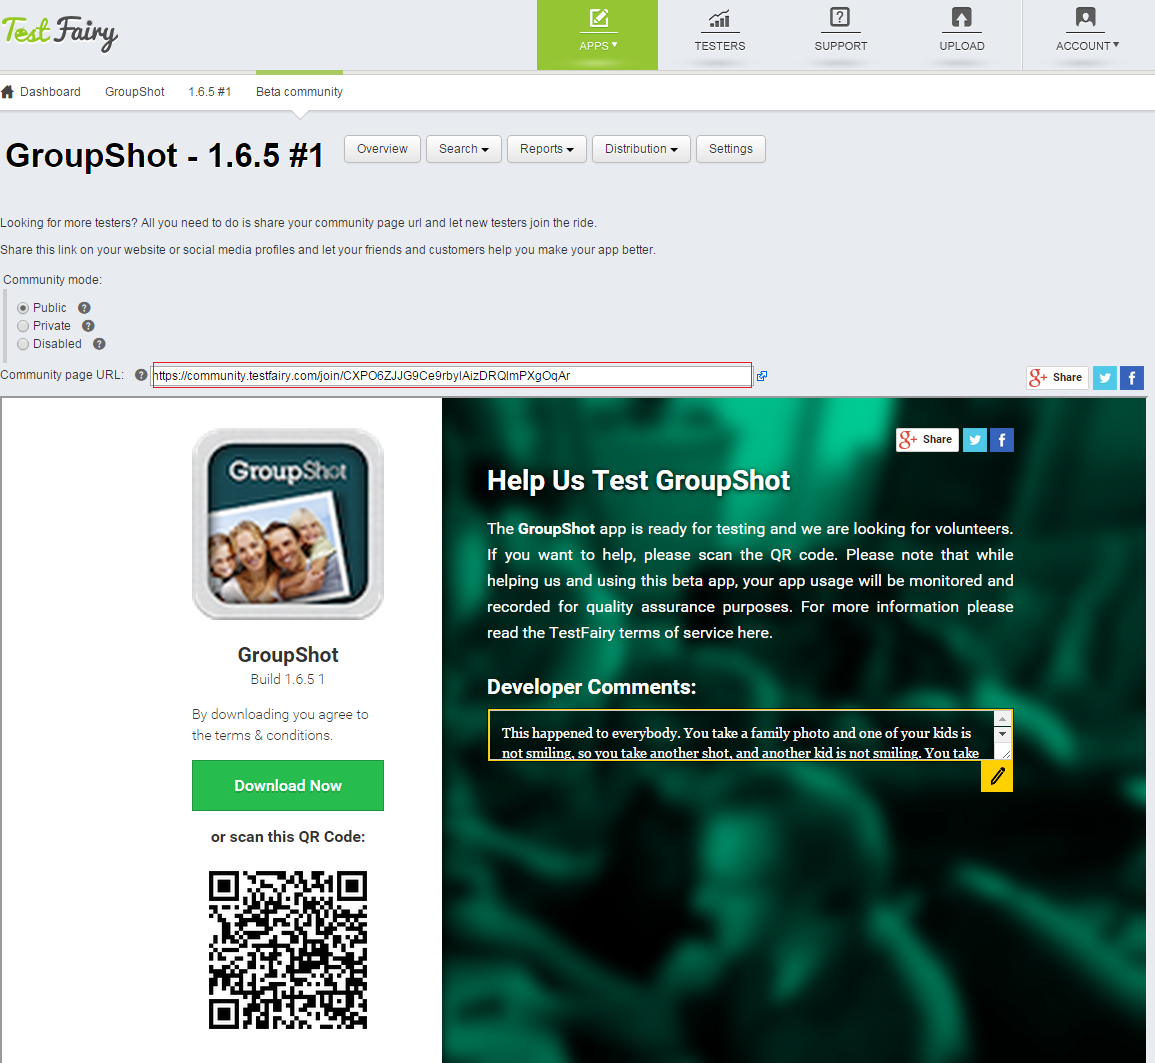 Test Fairy
APPS
TESTERS
SUPPORT
UPLOAD
ACCOUNT
Dashboard
GroupShot
1.6.5 #1
Beta community
GroupShot - 1.6.5 #1
Overview
Search
Reports
Distribution
Settings
Looking for more testers? All you need to do is share your community page url and let new testers join the ride.
Share this link on your website or social media profiles and let your friends and customers help you make your app better.
Community mode:
Public ?
Private ?
Disabled ?
Community page URL: ? https://community.testfairy.com/join/CXPO6ZJJG9Ce9rbylAizDRQlmPXgOqAr
g+ Share
f
g+ Share
f
GroupShot
Help Us Test GroupShot
The GroupShot app is ready for testing and we are looking for volunteers.
If you want to help, please scan the QR code. Please note that while
helping us and using this beta app, your app usage will be monitored and
recorded for quality assurance purposes. For more information please
read the TestFairy terms of service here.
GroupShot
Build 1.6.5 1
By downloading you agree to
the terms & conditions.
Download Now
or scan this QR Code:
Developer Comments:
This happened to everybody. You take a family photo and one of your kids is
not smiling, so you take another shot, and another kid is not smiling. You take